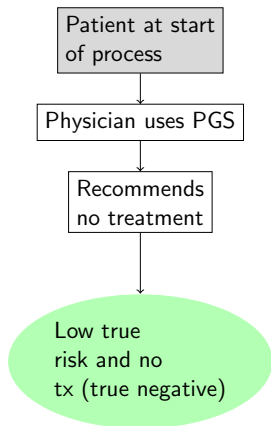 Patient at start
of process
Physician uses PGS
Recommends
no treatment
Low true
risk and no
tx (true negative)